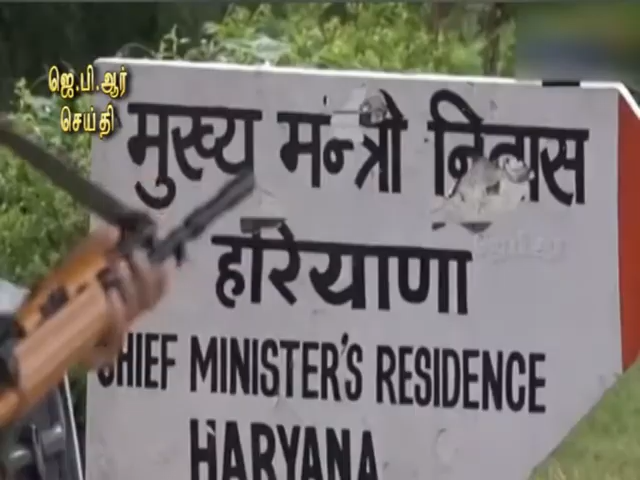 ஜெ.பி.ஆர்
செய்தி
मुख्य मन्त्री निवास
हरियाणा
CHIEF MINISTER'S RESIDENCE
HARYANA